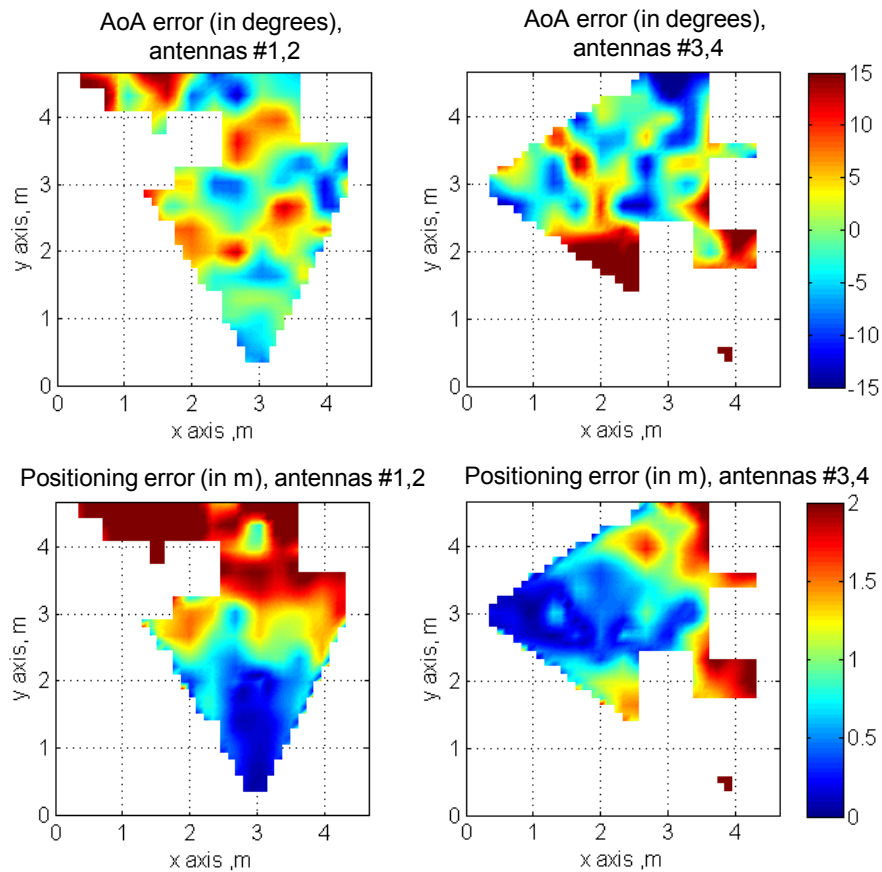 AoA error (in degrees),
antennas #1,2
AoA error (in degrees),
antennas #3,4
y axis, m
4
3
2
1
0
0 1 2 3 4
x axis ,m
y axis, m
4
3
2
1
0
0 1 2 3 4
x axis ,m
15
10
5
-0
-5
-10
-15
Positioning error (in m), antennas #1,2
Positioning error (in m), antennas #3,4
y axis, m
4
3
2
1
0
0 1 2 3 4
x axis ,m
y axis, m
4
3
2
1
0
0 1 2 3 4
x axis ,m
2
1.5
1
0.5
0